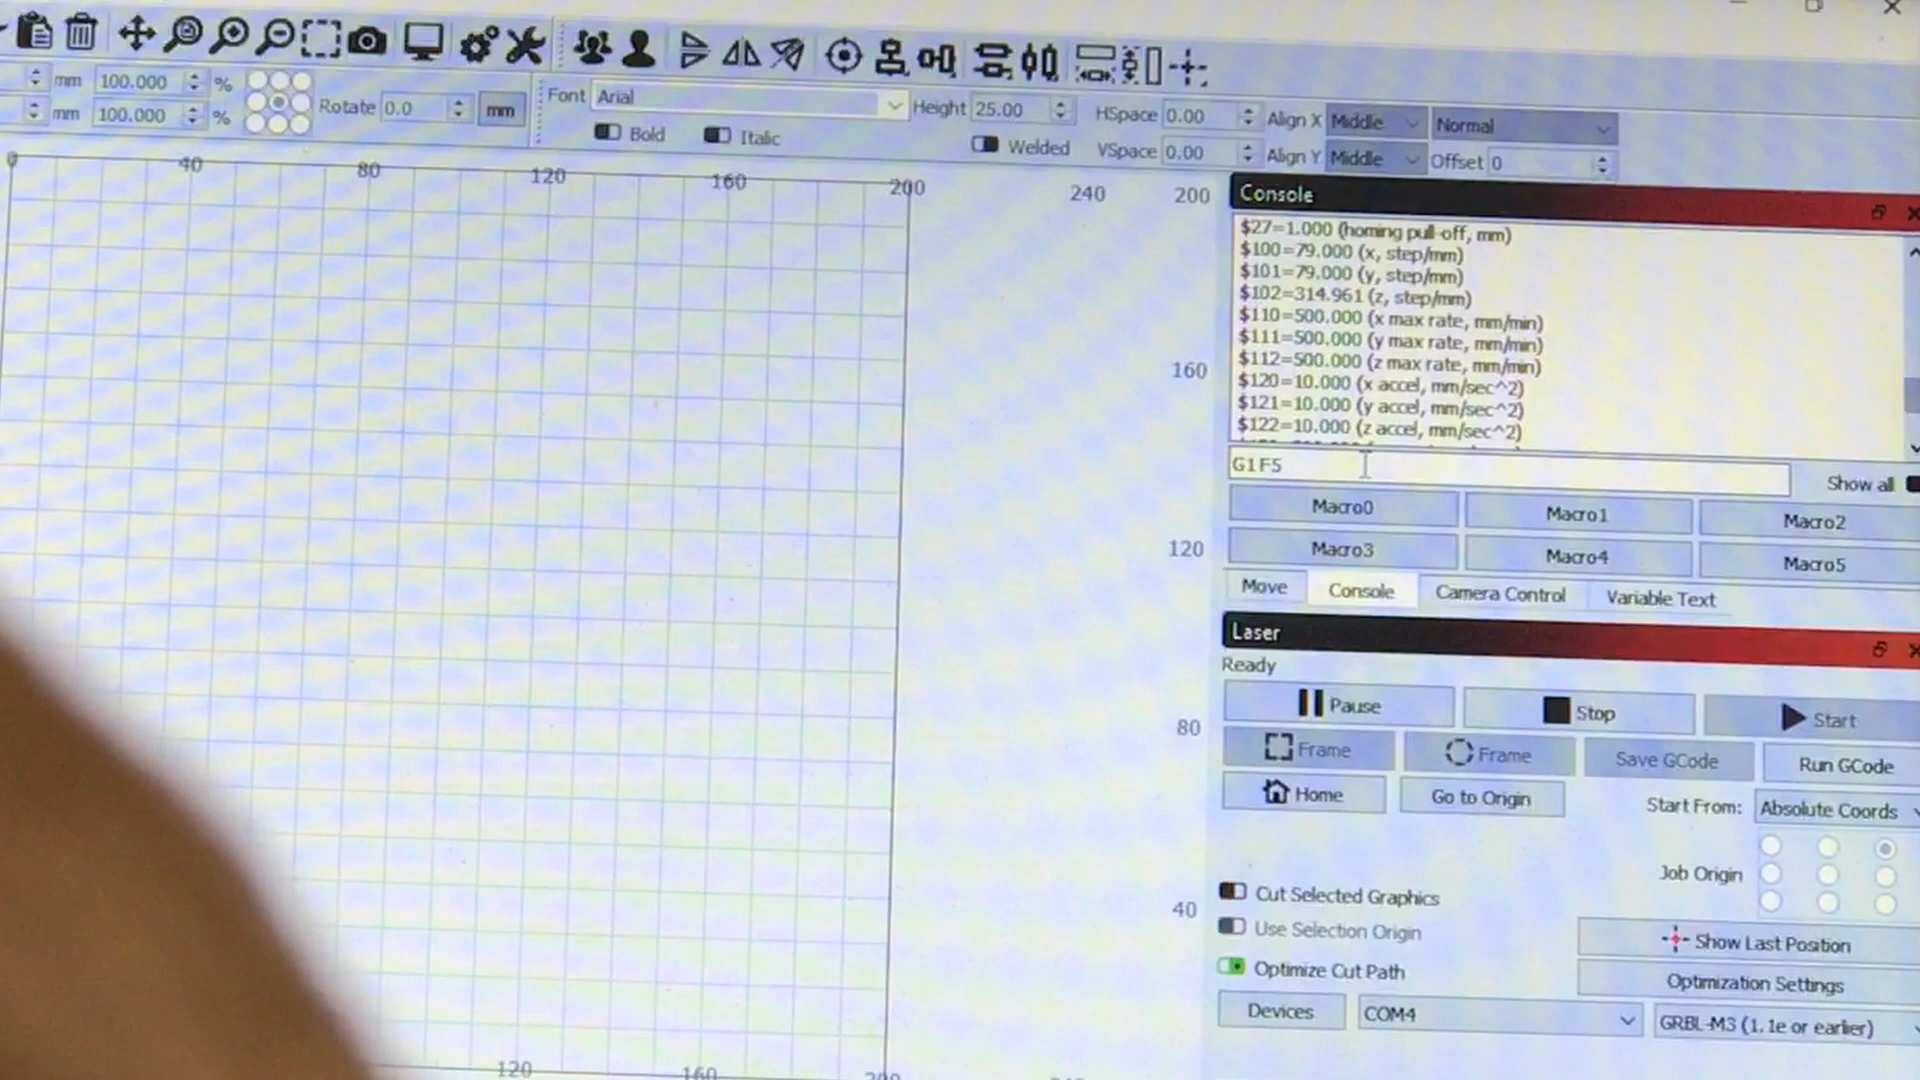 mm 100.000 %
mm 100.000 %
Rotate 0.0 mm
Font Arial
Bold Italic
Height 25.00
Welded
HSpace 0.00
VSpace 0.00
Align X Middle
Align Y Middle
Normal
Offset 0
0 40 80 120 160 200 240
200
160
120
80
40
120 160
Console
$27=1.000 (homing pull-off, mm)
$100=79.000 (x, step/mm)
$101=79.000 (y, step/mm)
$102=314.961 (z, step/mm)
$110=500.000 (x max rate, mm/min)
$111=500.000 (y max rate, mm/min)
$112=500.000 (z max rate, mm/min)
$120=10.000 (x accel, mm/sec^2)
$121=10.000 (y accel, mm/sec^2)
$122=10.000 (z accel, mm/sec^2)
G1F5
Show all
Macro0 Macro1 Macro2
Macro3 Macro4 Macro5
Move Console Camera Control Variable Text
Laser
Ready
Pause Stop Start
Frame Frame Save GCode Run GCode
Home Go to Origin Start From: Absolute Coords
Job Origin
Cut Selected Graphics
Use Selection Origin
Show Last Position
Optimize Cut Path
Optimization Settings
Devices COM4 GRBL-M3 (1.1e or earlier)